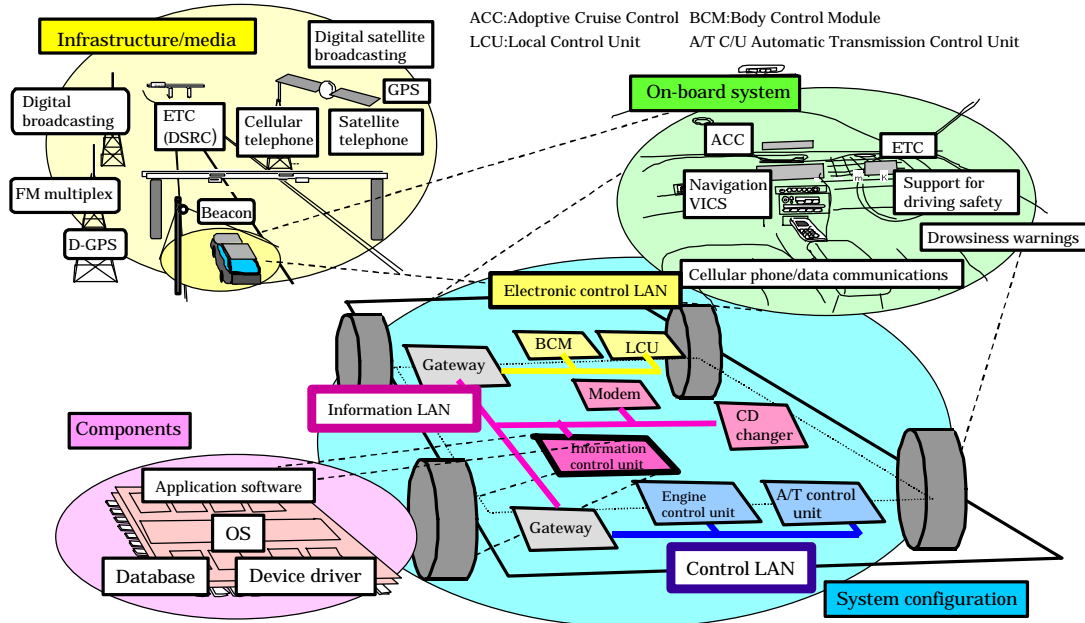 ACC:Adoptive Cruise Control BCM:Body Control Module
LCU:Local Control Unit A/T C/U Automatic Transmission Control Unit
Infrastructure/media
Digital satellite
broadcasting
GPS
Digital
broadcasting
ETC
(DSRC)
Cellular
telephone
Satellite
telephone
FM multiplex
Beacon
D-GPS
On-board system
ACC
ETC
Navigation
VICS
m
K
Support for
driving safety
Drowsiness warnings
Cellular phone/data communications
Electronic control LAN
BCM
LCU
Gateway
Information LAN
Modem
CD
changer
Information
control unit
Engine
control unit
A/T control
unit
Gateway
Control LAN
System configuration
Components
Application software
OS
Database
Device driver